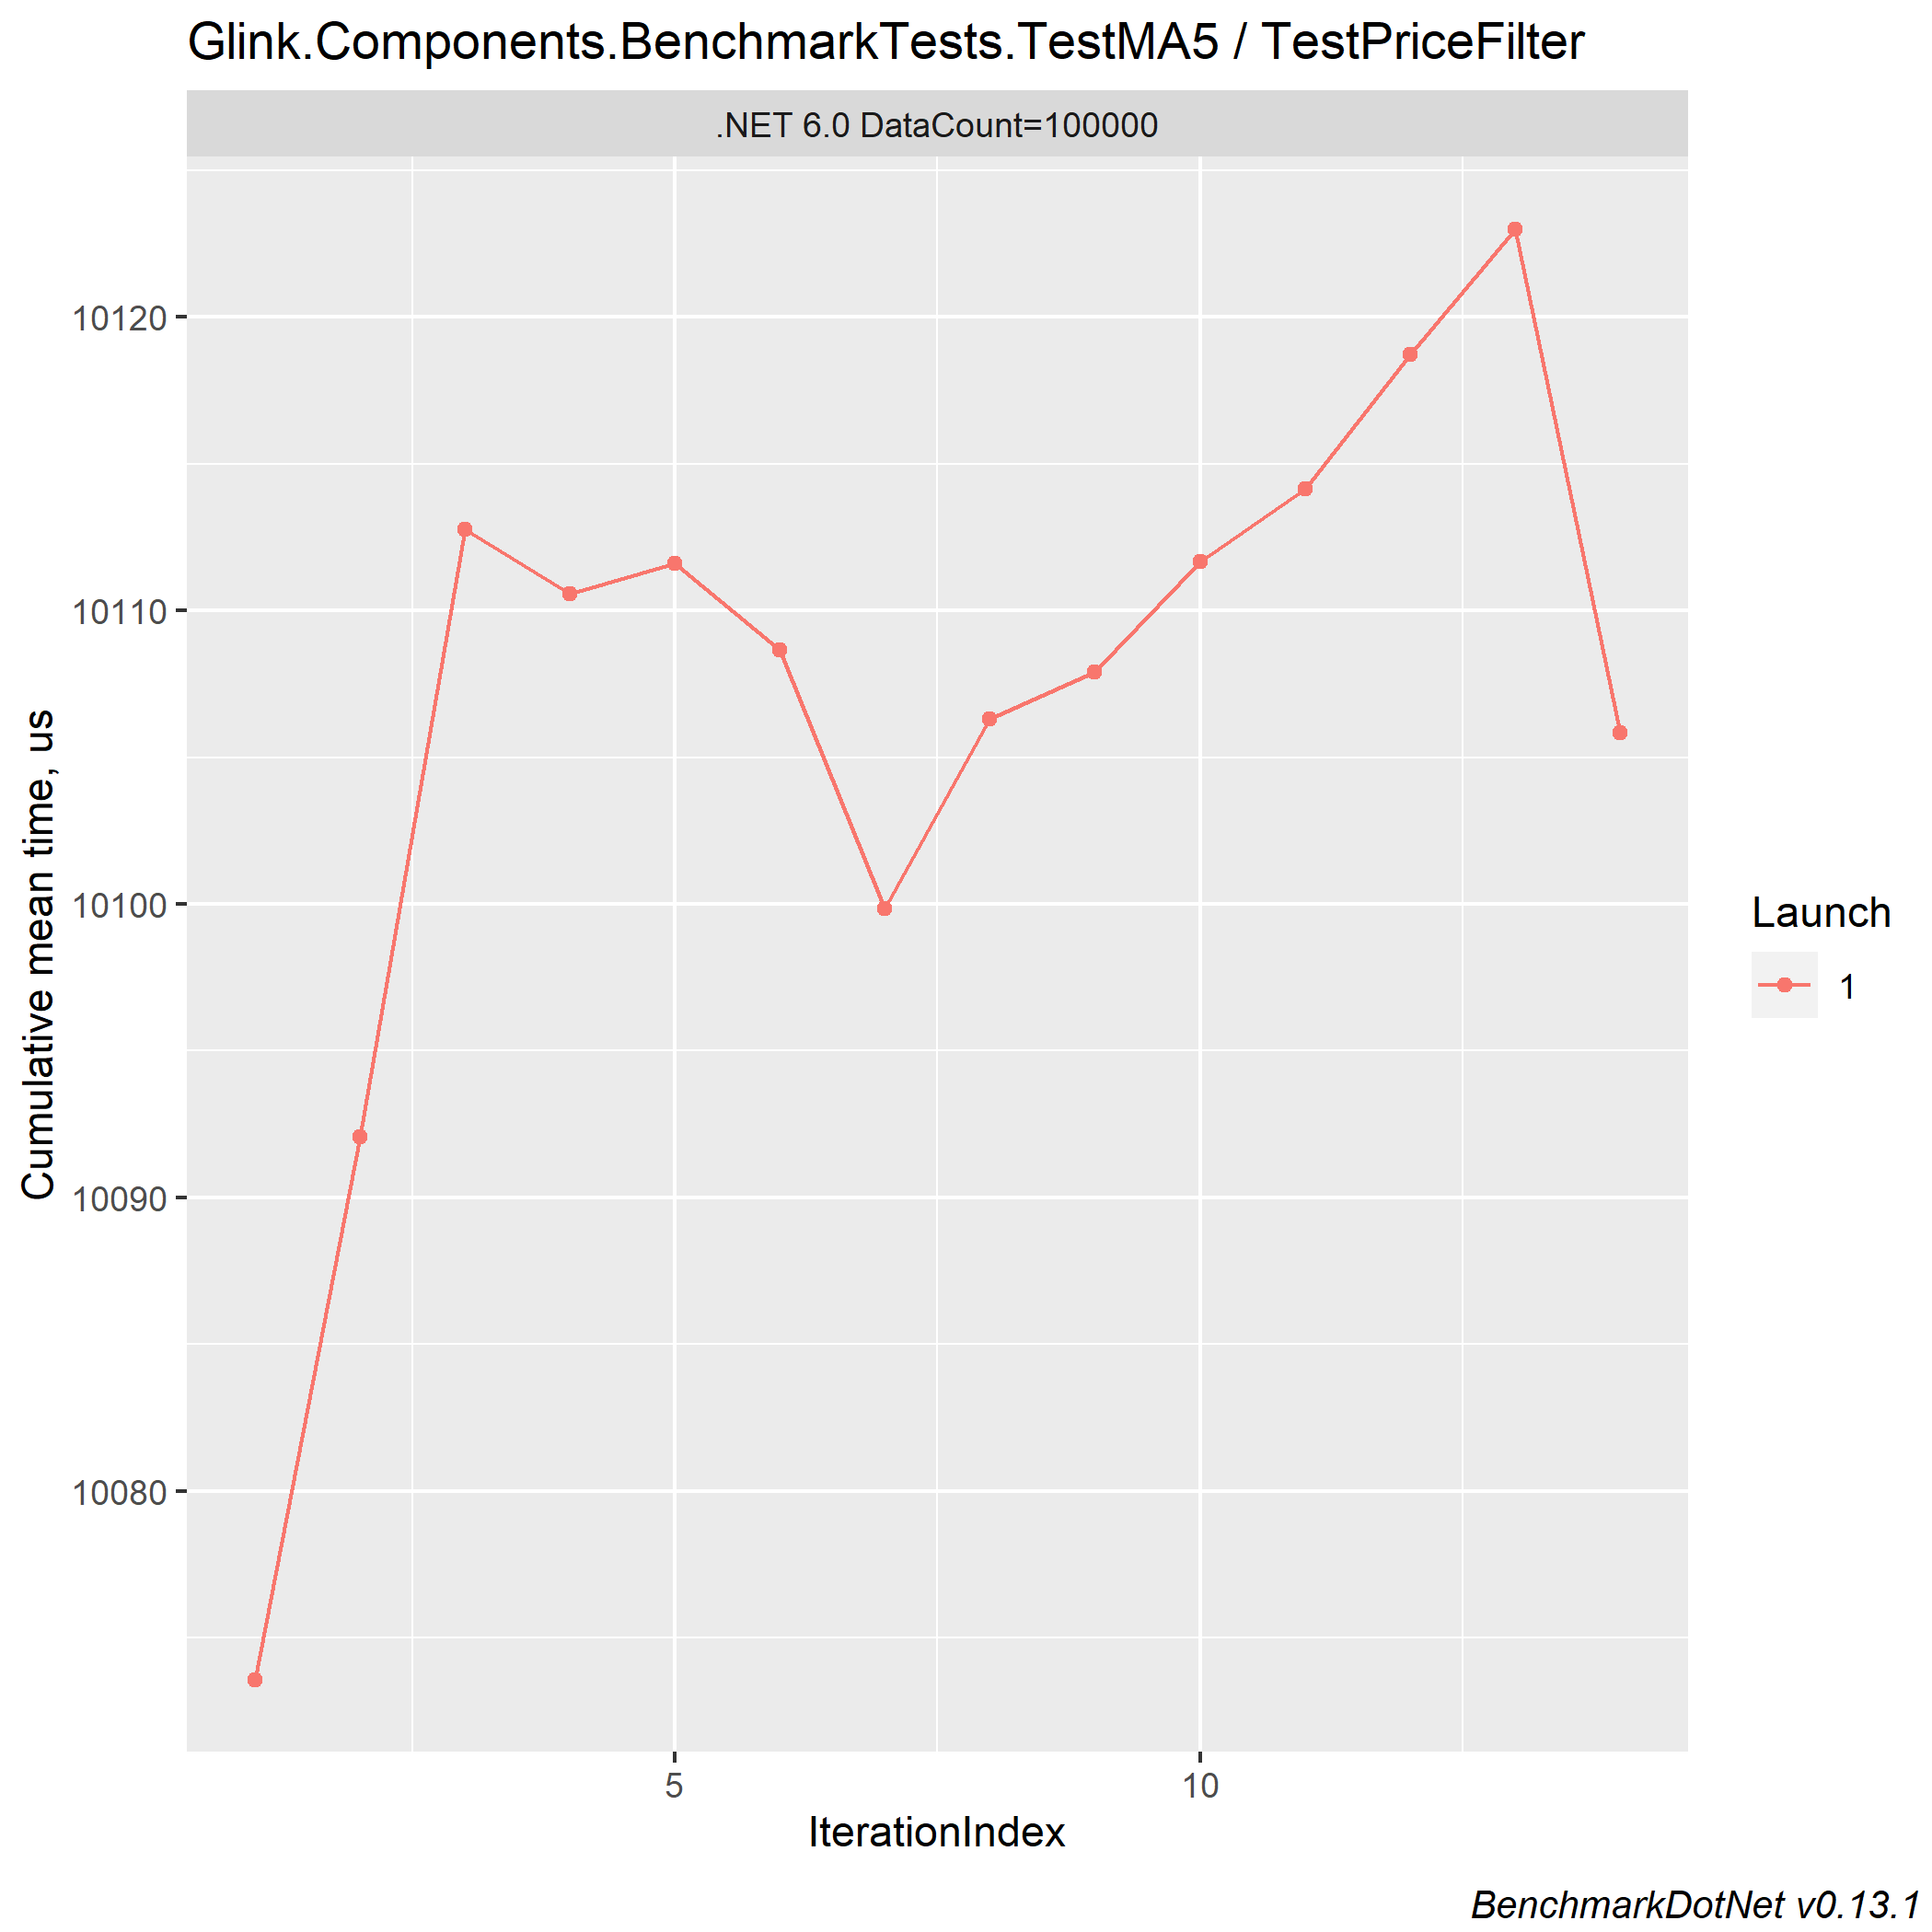 Glink.Components.BenchmarkTests.TestMA5 / TestPriceFilter
.NET 6.0 DataCount=100000
Cumulative mean time, us
10120
10110
10100
10090
10080
5
10
IterationIndex
Launch
1
BenchmarkDotNet v0.13.1